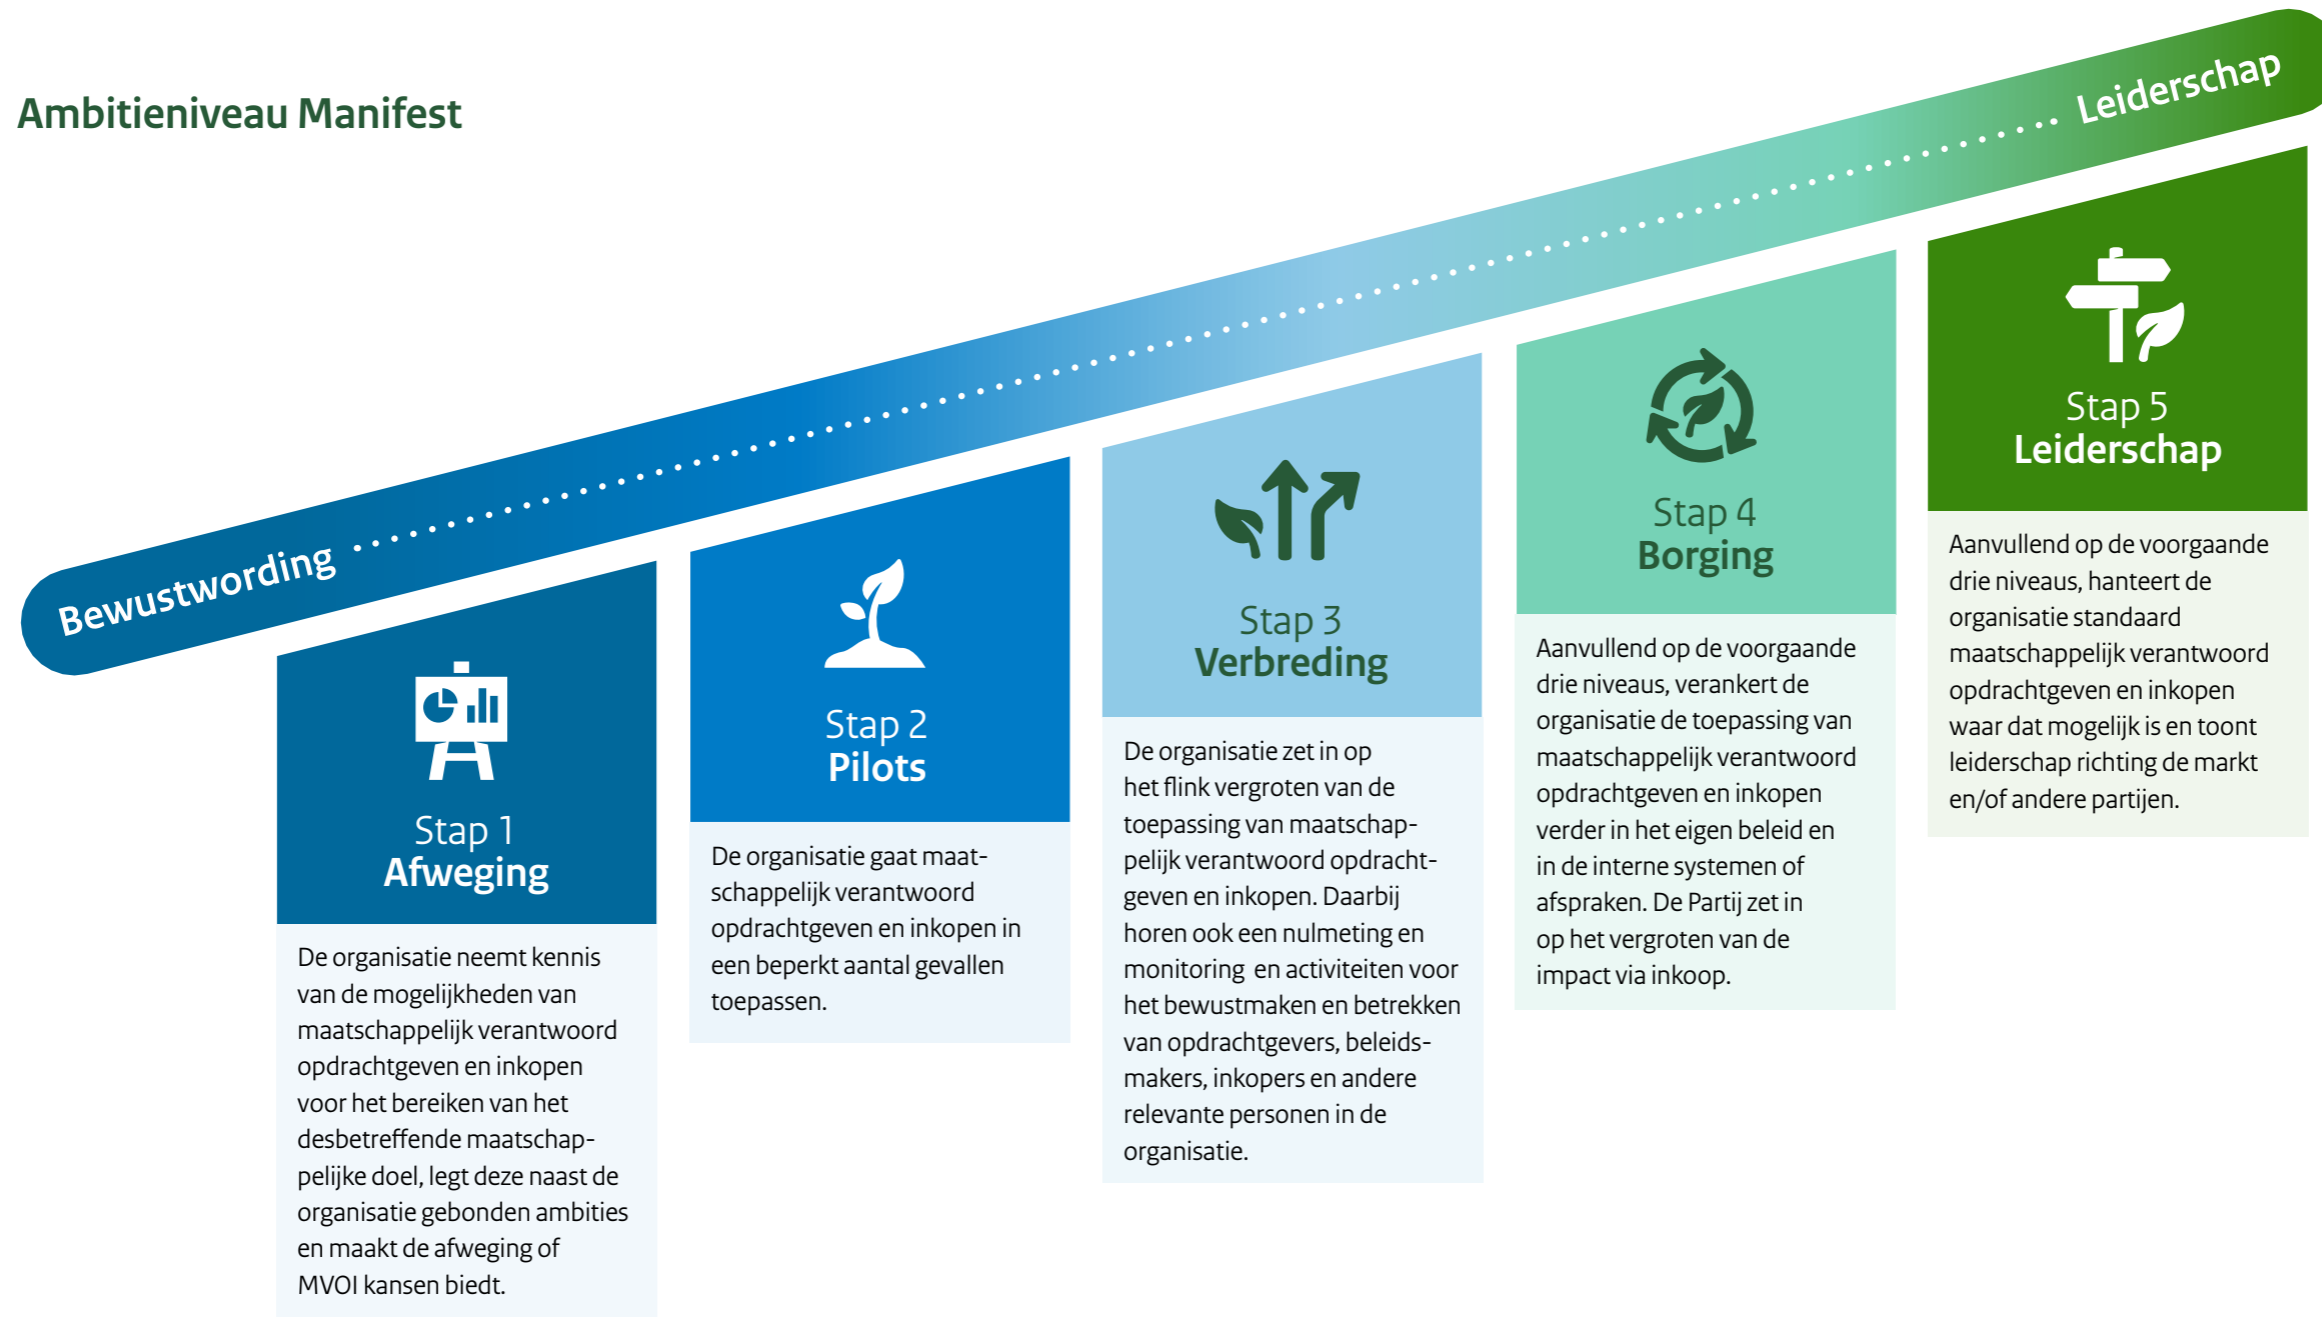 Ambitieniveau Manifest
Bewustwording
Leiderschap
Stap 1
Afweging
De organisatie neemt kennis
van de mogelijkheden van
maatschappelijk verantwoord
opdrachtgeven en inkopen
voor het bereiken van het
desbetreffende maatschap-
pelijke doel, legt deze naast de
organisatie gebonden ambities
en maakt de afweging of
MVOI kansen biedt.
Stap 2
Pilots
De organisatie gaat maat-
schappelijk verantwoord
opdrachtgeven en inkopen in
een beperkt aantal gevallen
toepassen.
Stap 3
Verbreding
De organisatie zet in op
het flink vergroten van de
toepassing van maatschap-
pelijk verantwoord opdracht-
geven en inkopen. Daarbij
horen ook een nulmeting en
monitoring en activiteiten voor
het bewustmaken en betrekken
van opdrachtgevers, beleids-
makers, inkopers en andere
relevante personen in de
organisatie.
Stap 4
Borging
Aanvullend op de voorgaande
drie niveaus, verankert de
organisatie de toepassing van
maatschappelijk verantwoord
opdrachtgeven en inkopen
verder in het eigen beleid en
in de interne systemen of
afspraken. De Partij zet in
op het vergroten van de
impact via inkoop.
Stap 5
Leiderschap
Aanvullend op de voorgaande
drie niveaus, hanteert de
organisatie standaard
maatschappelijk verantwoord
opdrachtgeven en inkopen
waar dat mogelijk is en toont
leiderschap richting de markt
en/of andere partijen.